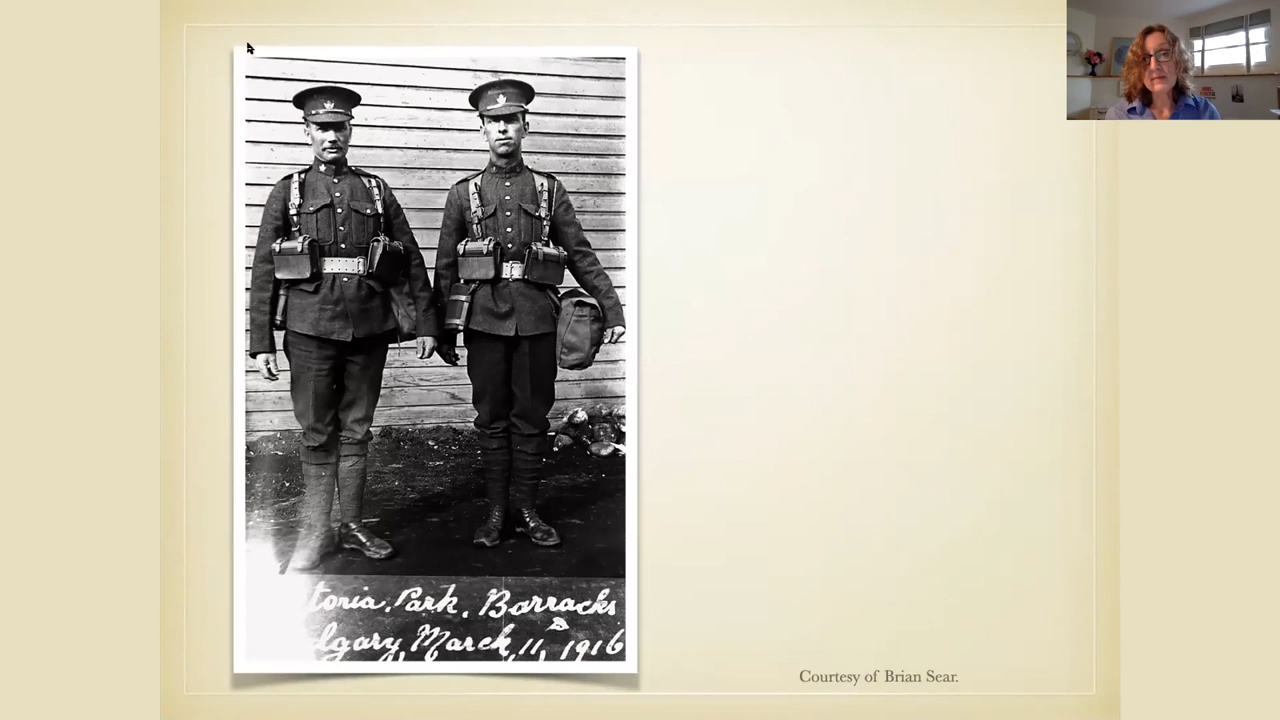 toria, Park, Barracks
lgary, March, 11, 1916
Courtesy of Brian Sear.